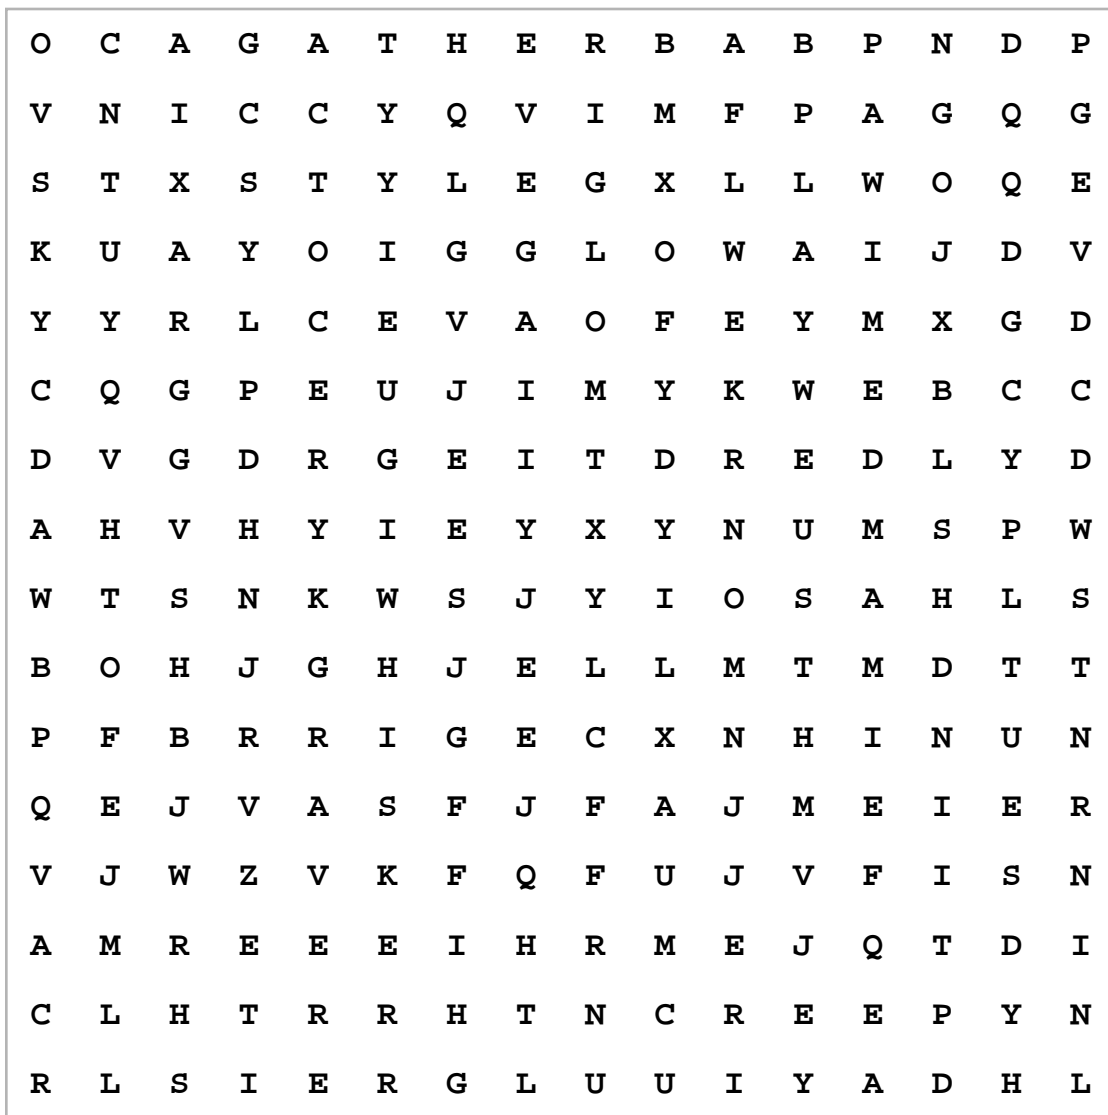 O C A G A T H E R B A B P N D P
V N I C C Y Q V I M F P A G Q G
S T X S T Y L E G X L L W O Q E
K U A Y O I G G L O W A I J D V
Y Y R L C E V A O F E Y M X G D
C Q G P E U J I M Y K W E B C C
D V G D R G E I T D R E D L Y D
A H V H Y I E Y X Y N U M S P W
W T S N K W S J Y I O S A H L S
B O H J G H J E L L M T M D T T
P F B R R I G E C X N H I N U N
Q E J V A S F J F A J M E I E R
V J W Z V K F Q F U J V F I S N
A M R E E E I H R M E J Q T D I
C L H T R R H T N C R E E P Y N
R L S I E R G L U U I Y A D H L